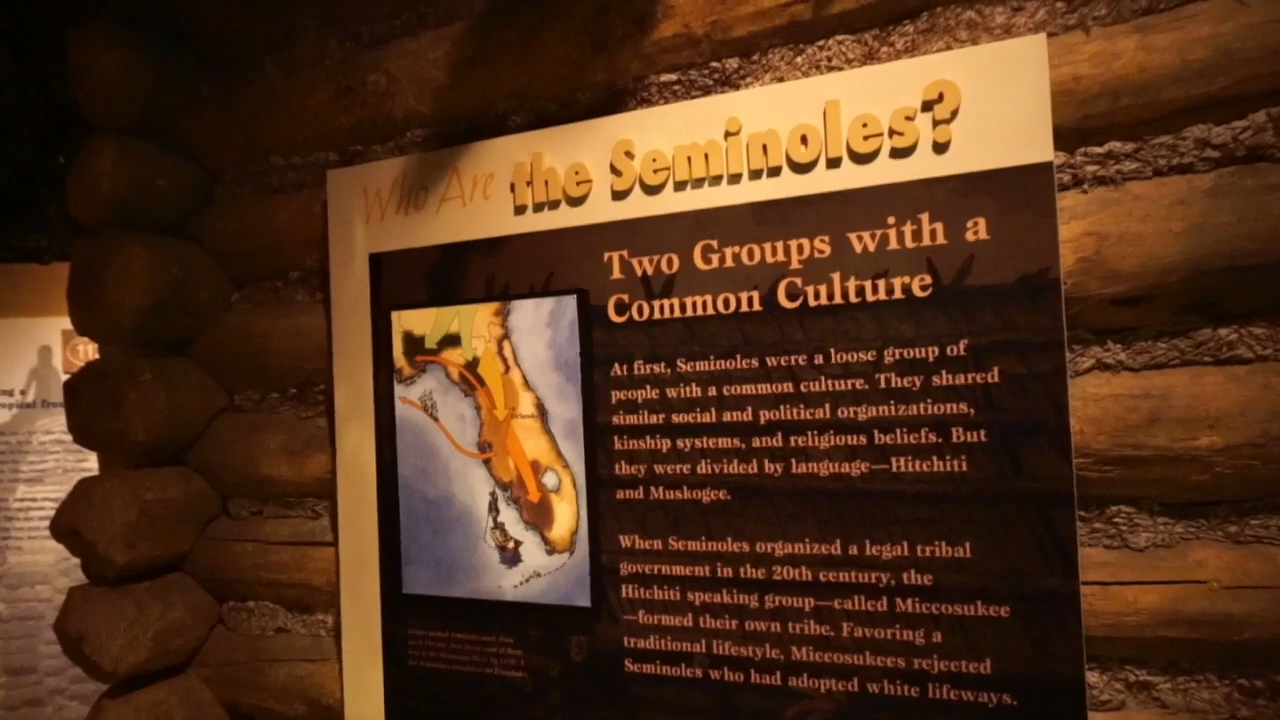 Who Are the Seminoles?
Two Groups with a
Common Culture
At first, Seminoles were a loose group of
people with a common culture. They shared
similar social and political organizations,
kinship systems, and religious beliefs. But
they were divided by language—Hitchiti
and Muskogee.
When Seminoles organized a legal tribal
government in the 20th century, the
Hitchiti speaking group—called Miccosukee
—formed their own tribe. Favoring a
traditional lifestyle, Miccosukees rejected
Seminoles who had adopted white lifeways.
Orlando